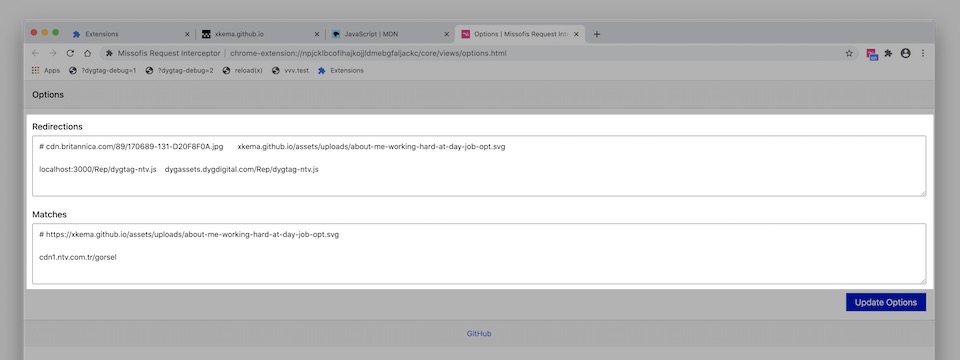 Extensions
xkema.github.io
JavaScript | MDN
Options | Missofis Request Inte
Missofis Request Interceptor | chrome-extension://npjcklbcofihajkojjldmebgfaljackc/core/views/options.html
Apps
?dygtag-debug=1
?dygtag-debug=2
reload(x)
vvv.test
Extensions
Options
Redirections
# cdn.britannica.com/89/170689-131-D20F8F0A.jpg xkema.github.io/assets/uploads/about-me-working-hard-at-day-job-opt.svg
localhost:3000/Rep/dygtag-ntv.js dygassets.dygdigital.com/Rep/dygtag-ntv.js
Matches
# https://xkema.github.io/assets/uploads/about-me-working-hard-at-day-job-opt.svg
cdn1.ntv.com.tr/gorsel
Update Options
GitHub